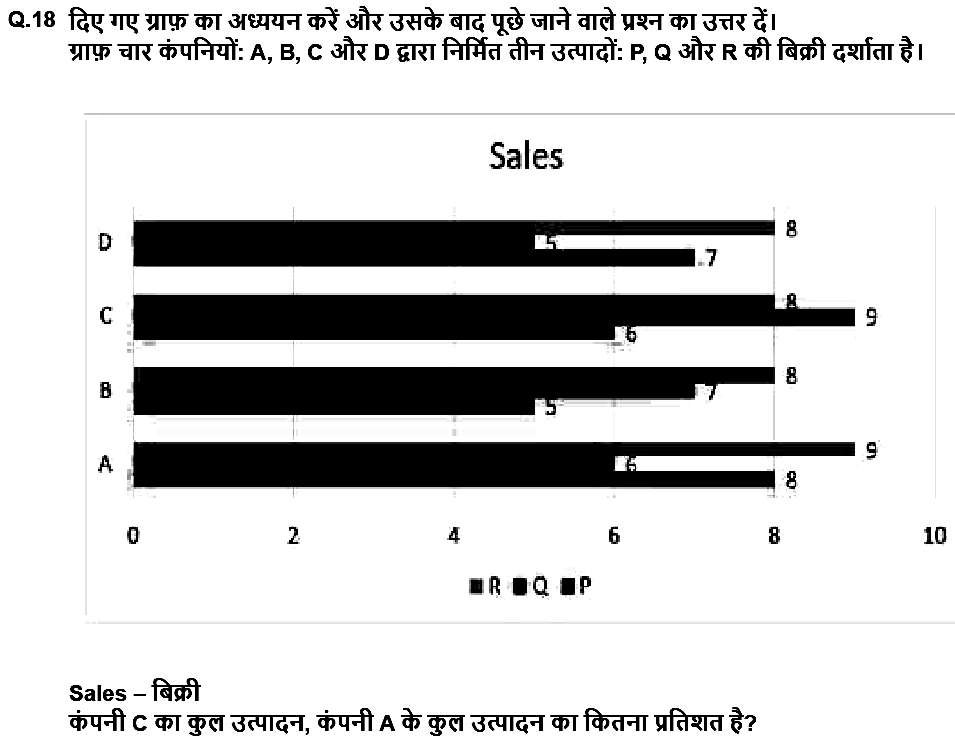 Q.18 दिए गए ग्राफ़ का अध्ययन करें और उसके बाद पूछे जाने वाले प्रश्न का उत्तर दें।
ग्राफ़ चार कंपनियों: A, B, C और D द्वारा निर्मित तीन उत्पादों: P, Q और R की बिक्री दर्शाता है।
Sales
8
D
5
7
8
C
9
6
8
B
7
5
9
A
6
8
0 2 4 6 8 10
R Q P
Sales – बिक्री
कंपनी C का कुल उत्पादन, कंपनी A के कुल उत्पादन का कितना प्रतिशत है?